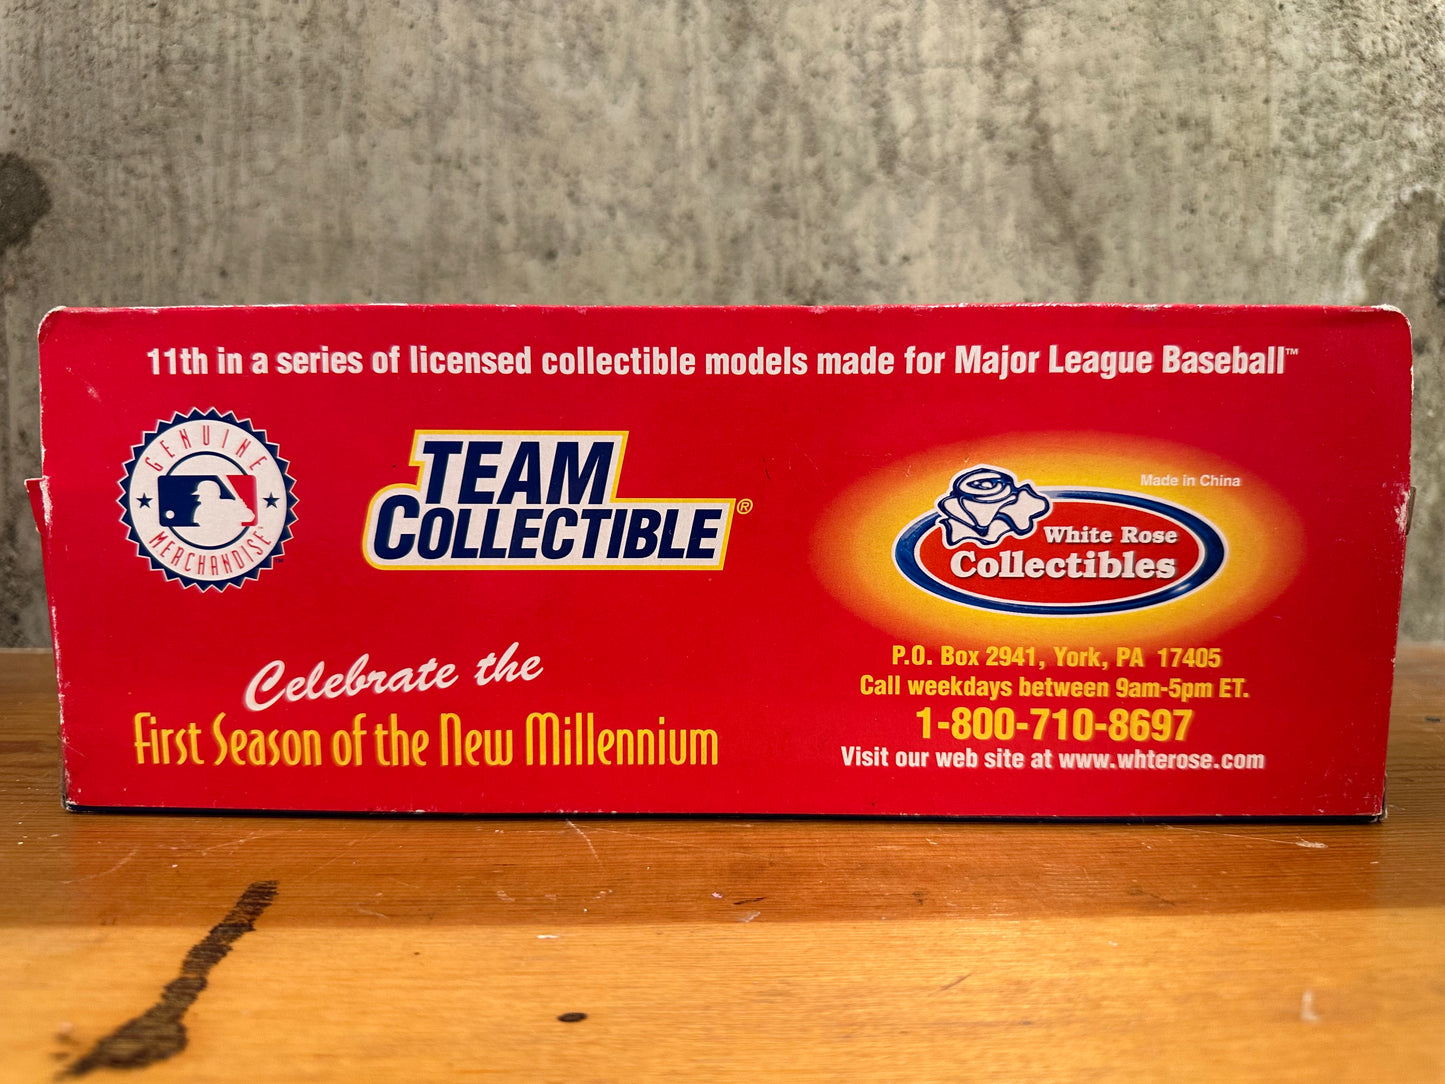 11th in a series of licensed collectible models made for Major League Baseball™
GENUINE
MERCHANDISE™
TEAM
COLLECTIBLE®
Made in China
White Rose
Collectibles
Celebrate the
First Season of the New Millennium
P.O. Box 2941, York, PA 17405
Call weekdays between 9am-5pm ET.
1-800-710-8697
Visit our web site at www.whterose.com